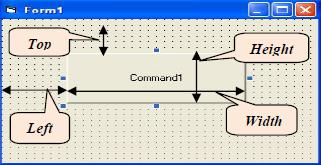 Form1
Top
Height
Command1
Left
Width